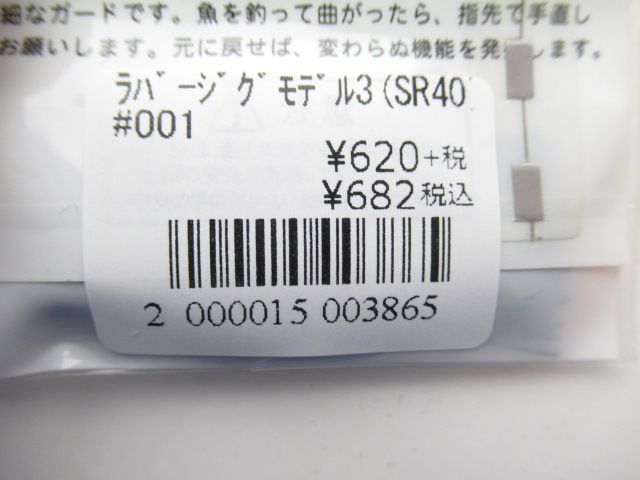 細なガードです。魚を釣って曲がったら、指先で手直し
お願いします。元に戻せば、変わらぬ機能を発
します。
ﾗﾊﾞｰｼﾞｸﾞﾓﾃﾞﾙ3(SR40
#001
¥620+税
¥682税込
2 000015 003865